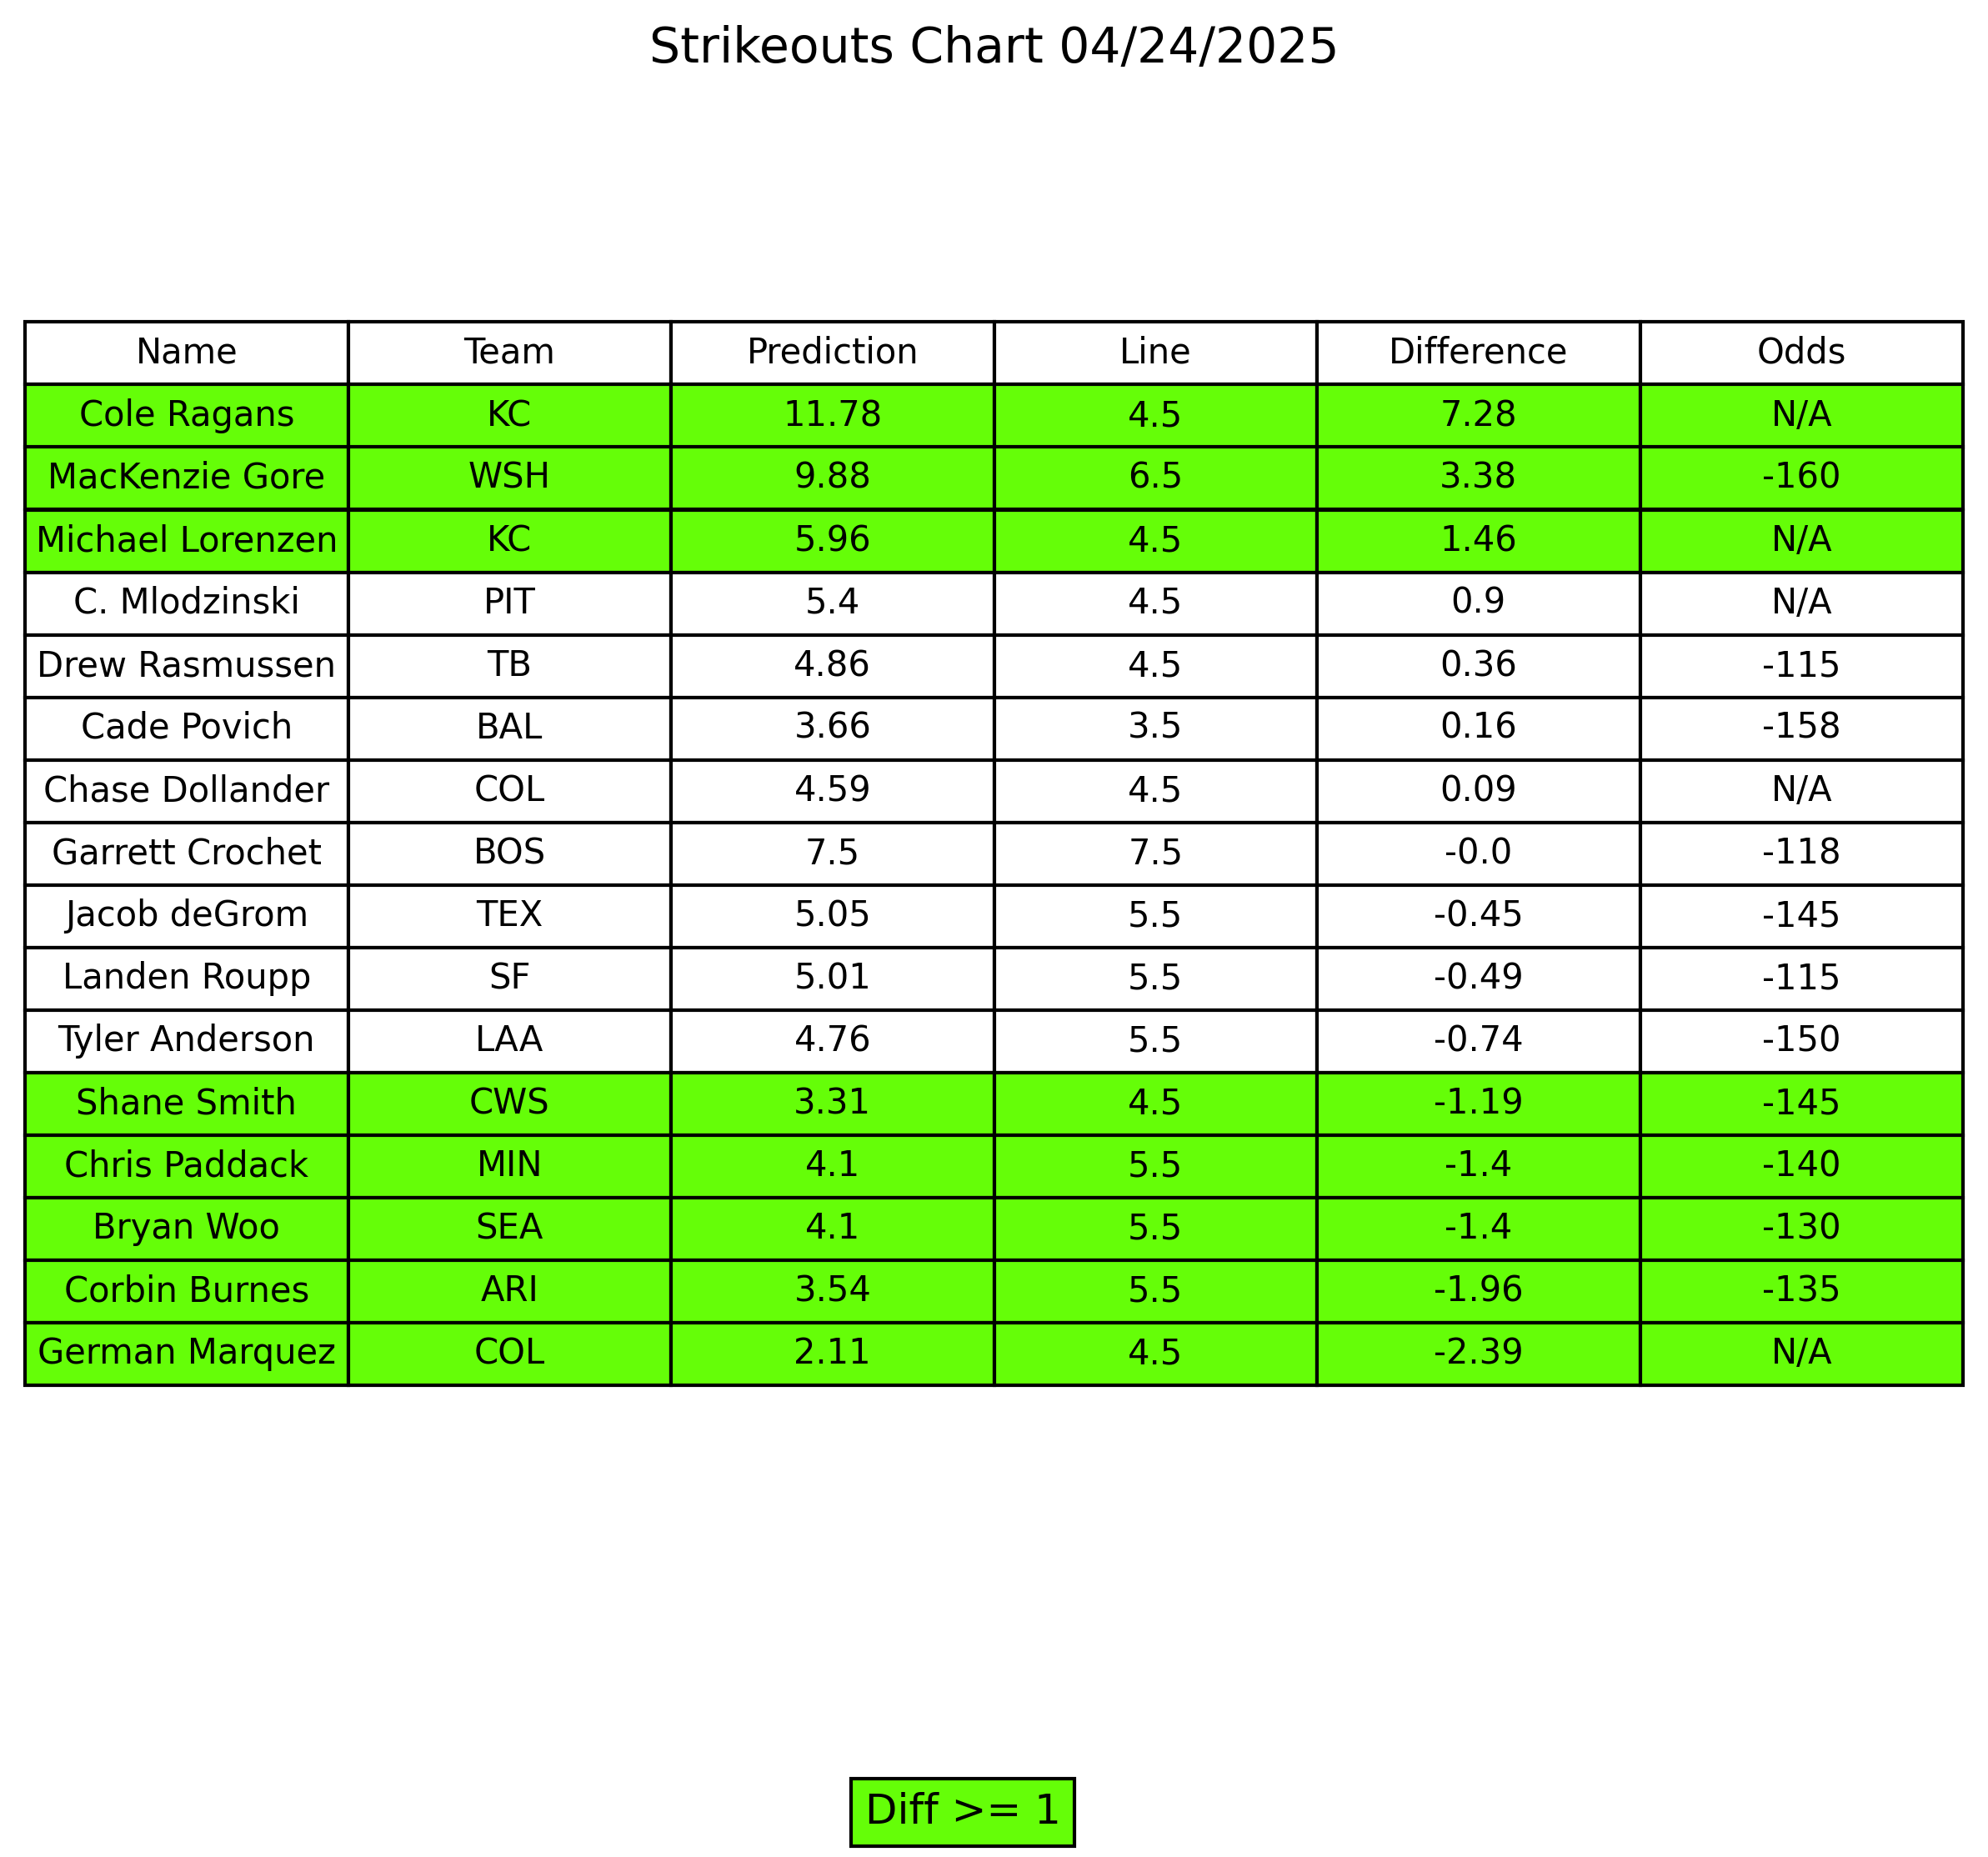 Strikeouts Chart 04/24/2025
Name Team Prediction Line Difference Odds
Cole Ragans KC 11.78 4.5 7.28 N/A
MacKenzie Gore WSH 9.88 6.5 3.38 -160
Michael Lorenzen KC 5.96 4.5 1.46 N/A
C. Mlodzinski PIT 5.4 4.5 0.9 N/A
Drew Rasmussen TB 4.86 4.5 0.36 -115
Cade Povich BAL 3.66 3.5 0.16 -158
Chase Dollander COL 4.59 4.5 0.09 N/A
Garrett Crochet BOS 7.5 7.5 -0.0 -118
Jacob deGrom TEX 5.05 5.5 -0.45 -145
Landen Roupp SF 5.01 5.5 -0.49 -115
Tyler Anderson LAA 4.76 5.5 -0.74 -150
Shane Smith CWS 3.31 4.5 -1.19 -145
Chris Paddack MIN 4.1 5.5 -1.4 -140
Bryan Woo SEA 4.1 5.5 -1.4 -130
Corbin Burnes ARI 3.54 5.5 -1.96 -135
German Marquez COL 2.11 4.5 -2.39 N/A
Diff >= 1